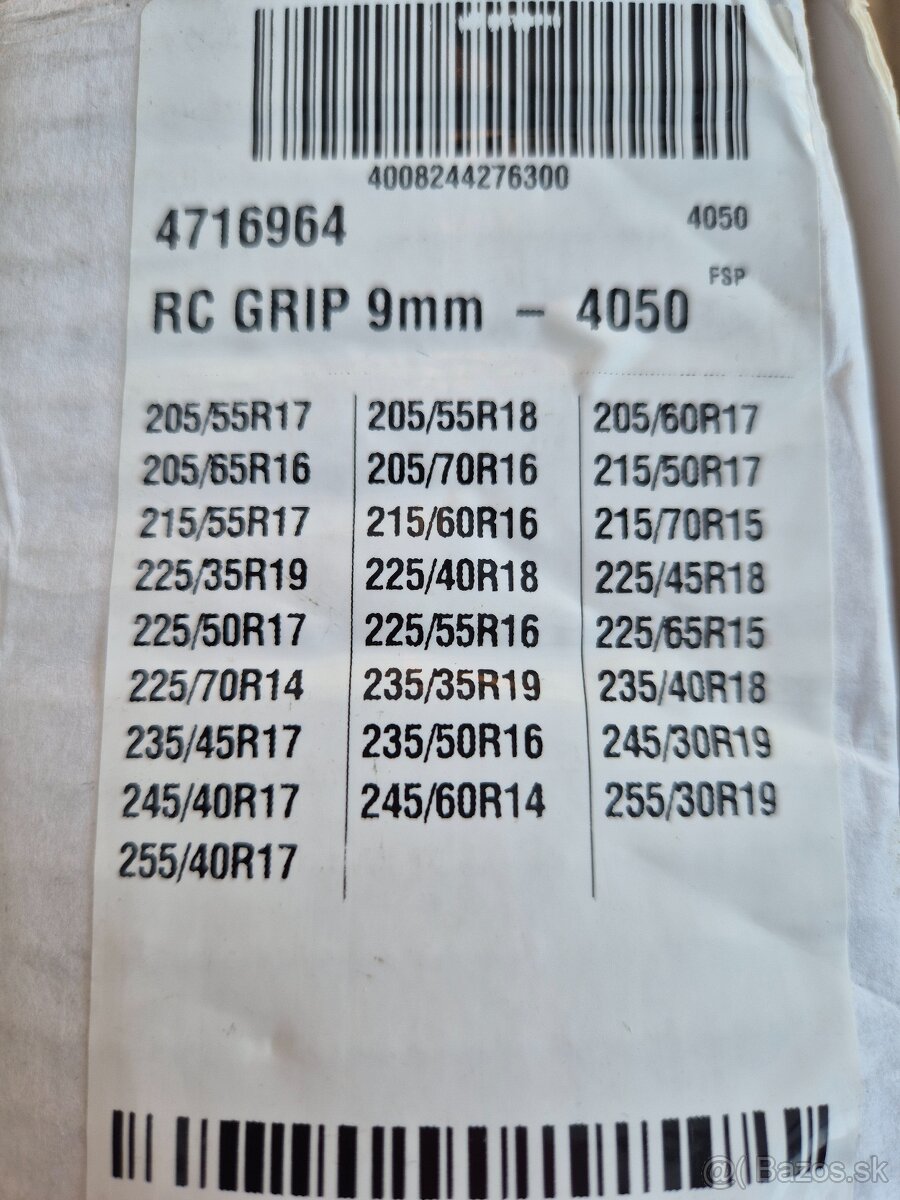 4008244276300
4716964 4050
FSP
RC GRIP 9mm - 4050
205/55R17 205/55R18 205/60R17
205/65R16 205/70R16 215/50R17
215/55R17 215/60R16 215/70R15
225/35R19 225/40R18 225/45R18
225/50R17 225/55R16 225/65R15
225/70R14 235/35R19 235/40R18
235/45R17 235/50R16 245/30R19
245/40R17 245/60R14 255/30R19
255/40R17
@( Bazos.sk